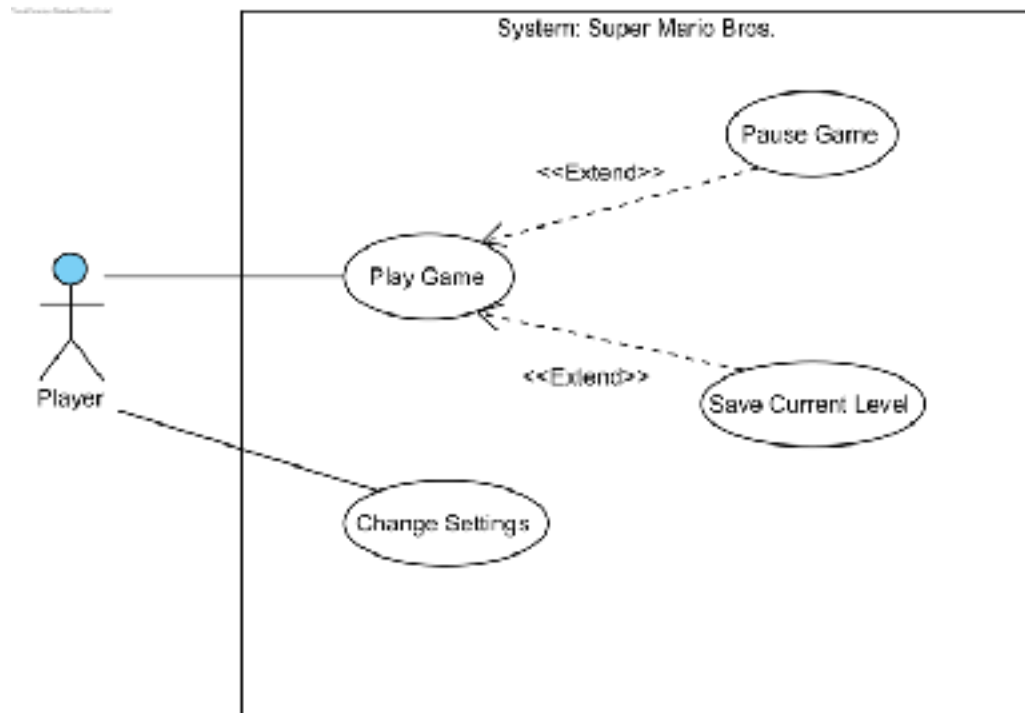 System: Super Mario Bros.
Pause Game
<<Extend>>
Play Game
Player
<<Extend>>
Save Current Level
Change Settings